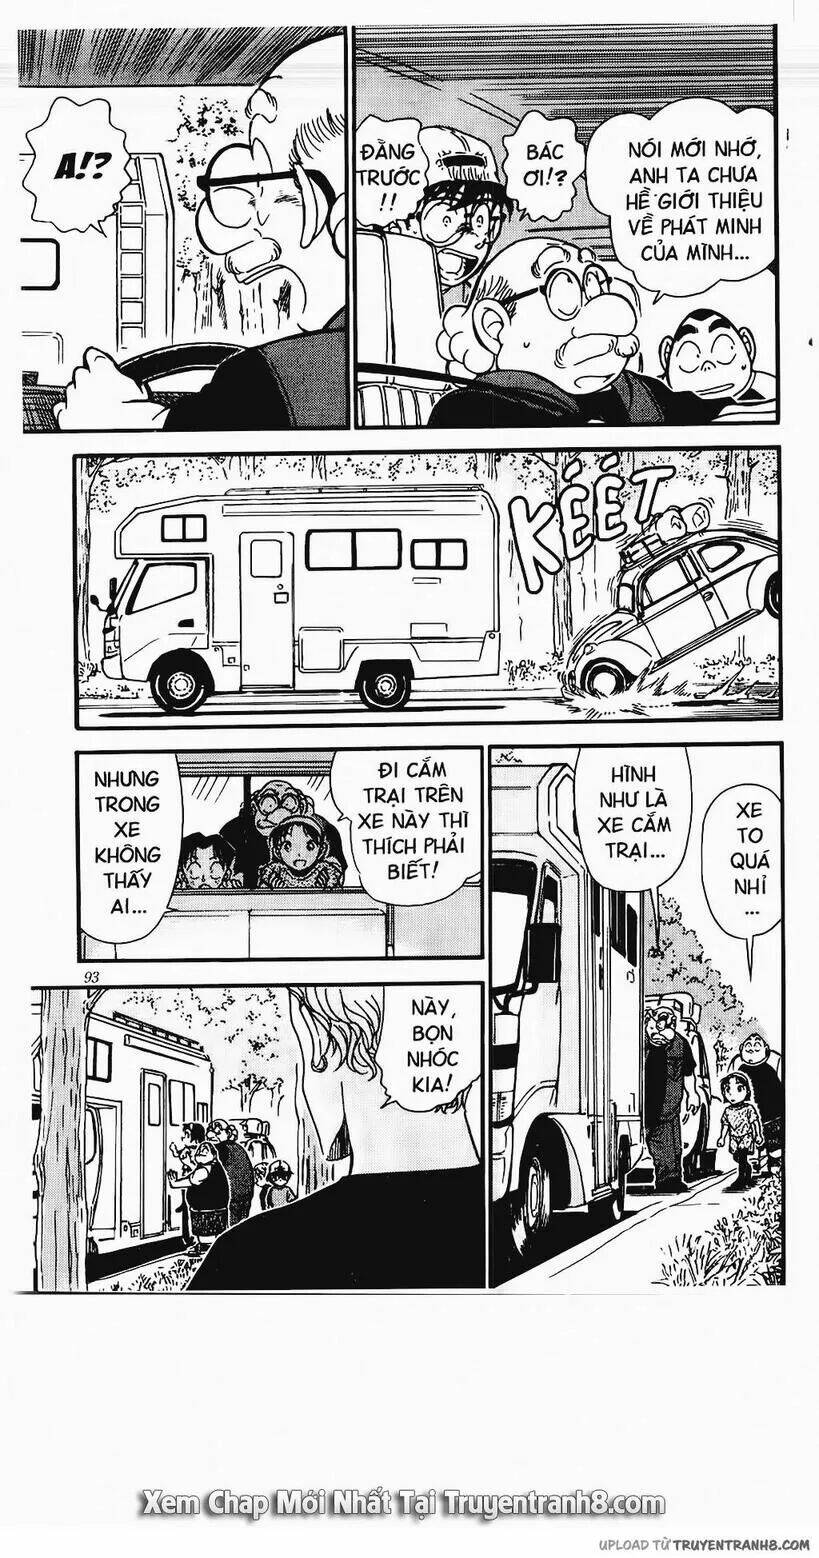 NÓI MỚI NHỚ,
ANH TA CHƯA
HỀ GIỚI THIỆU
VỀ PHÁT MINH
CỦA MÌNH...
BÁC
ƠI!?
ĐẰNG
TRƯỚC
!!
A!?
KÉÉÉT
XE
TO
QUÁ
NHỈ
...
HÌNH
NHƯ LÀ
XE CẮM
TRẠI...
ĐI CẮM
TRẠI TRÊN
XE NÀY THÌ
THÍCH PHẢI
BIẾT!
NHƯNG
TRONG
XE
KHÔNG
THẤY
AI...
93
NÀY,
BỌN
NHÓC
KIA!
Xem Chap Mới Nhất Tại Truyentranh8.com
UPLOAD TỪ TRUYENTRANH8.COM